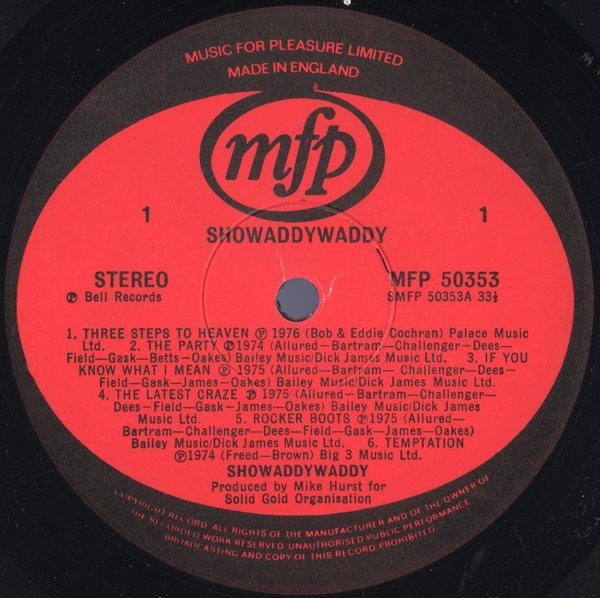 MUSIC FOR PLEASURE LIMITED
MADE IN ENGLAND
mfp
1 1
SHOWADDYWADDY
STEREO MFP 50353
Ⓟ Bell Records SMFP 50353A 33⅓
1. THREE STEPS TO HEAVEN Ⓟ 1976 (Bob & Eddie Cochran) Palace Music
Ltd. 2. THE PARTY Ⓟ1974 (Allured—Bartram—Challenger—Dees—
Field—Gask—Betts—Oakes) Bailey Music/Dick James Music Ltd. 3. IF YOU
KNOW WHAT I MEAN Ⓟ 1975 (Allured—Bartram— Challenger—Dees—
Field—Gask—James—Oakes) Bailey Music/Dick James Music Ltd.
4. THE LATEST CRAZE Ⓟ 1975 (Allured—Bartram—Challenger—
Dees—Field—Gask—James—Oakes) Bailey Music/Dick James
Music Ltd. 5. ROCKER BOOTS Ⓟ 1975 (Allured—
Bartram—Challenger—Dees—Field—Gask—James—Oakes)
Bailey Music/Dick James Music Ltd. 6. TEMPTATION
Ⓟ1974 (Freed—Brown) Big 3 Music Ltd.
SHOWADDYWADDY
Produced by Mike Hurst for
Solid Gold Organisation
COPYRIGHT RECORD. ALL RIGHTS OF THE MANUFACTURER AND OF THE OWNER OF
THE RECORDED WORK RESERVED. UNAUTHORISED PUBLIC PERFORMANCE
BROADCASTING AND COPY OF THIS RECORD PROHIBITED.